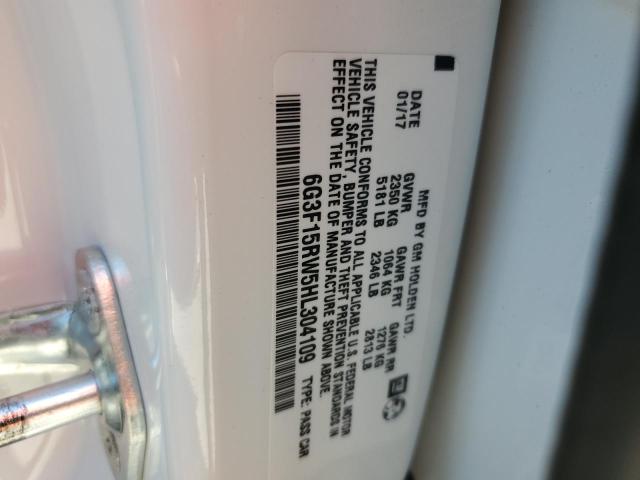 MFD BY GM HOLDEN LTD.
DATE GVWR GAWR FRT GAWR RR
01/17 2350 KG 1064 KG 1276 KG
5181 LB 2346 LB 2813 LB
THIS VEHICLE CONFORMS TO ALL APPLICABLE U.S. FEDERAL MOTOR
VEHICLE SAFETY, BUMPER AND THEFT PREVENTION STANDARDS IN
EFFECT ON THE DATE OF MANUFACTURE SHOWN ABOVE.
6G3F15RW5HL304109 TYPE: PASS CAR